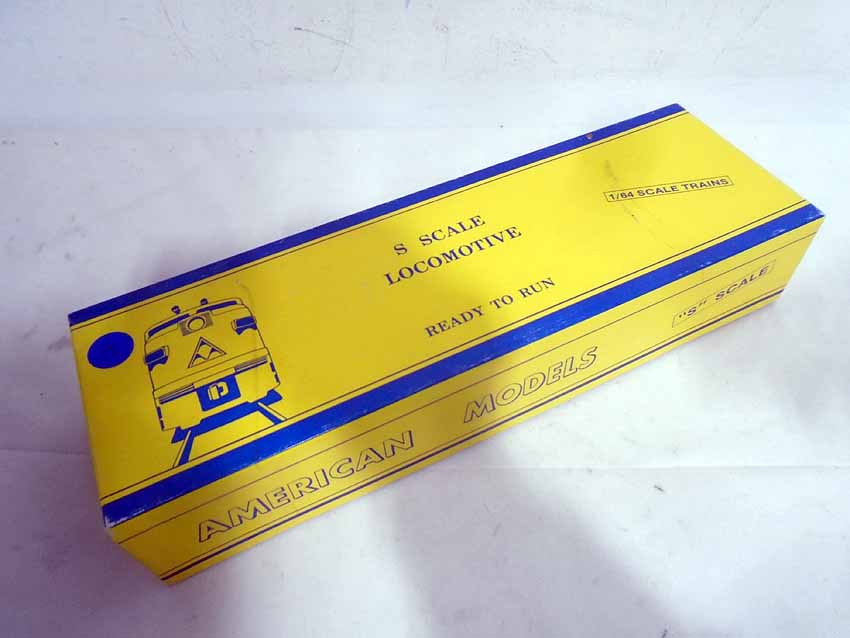 S SCALE
LOCOMOTIVE
READY TO RUN
1/64 SCALE TRAINS
AMERICAN MODELS
"S" SCALE